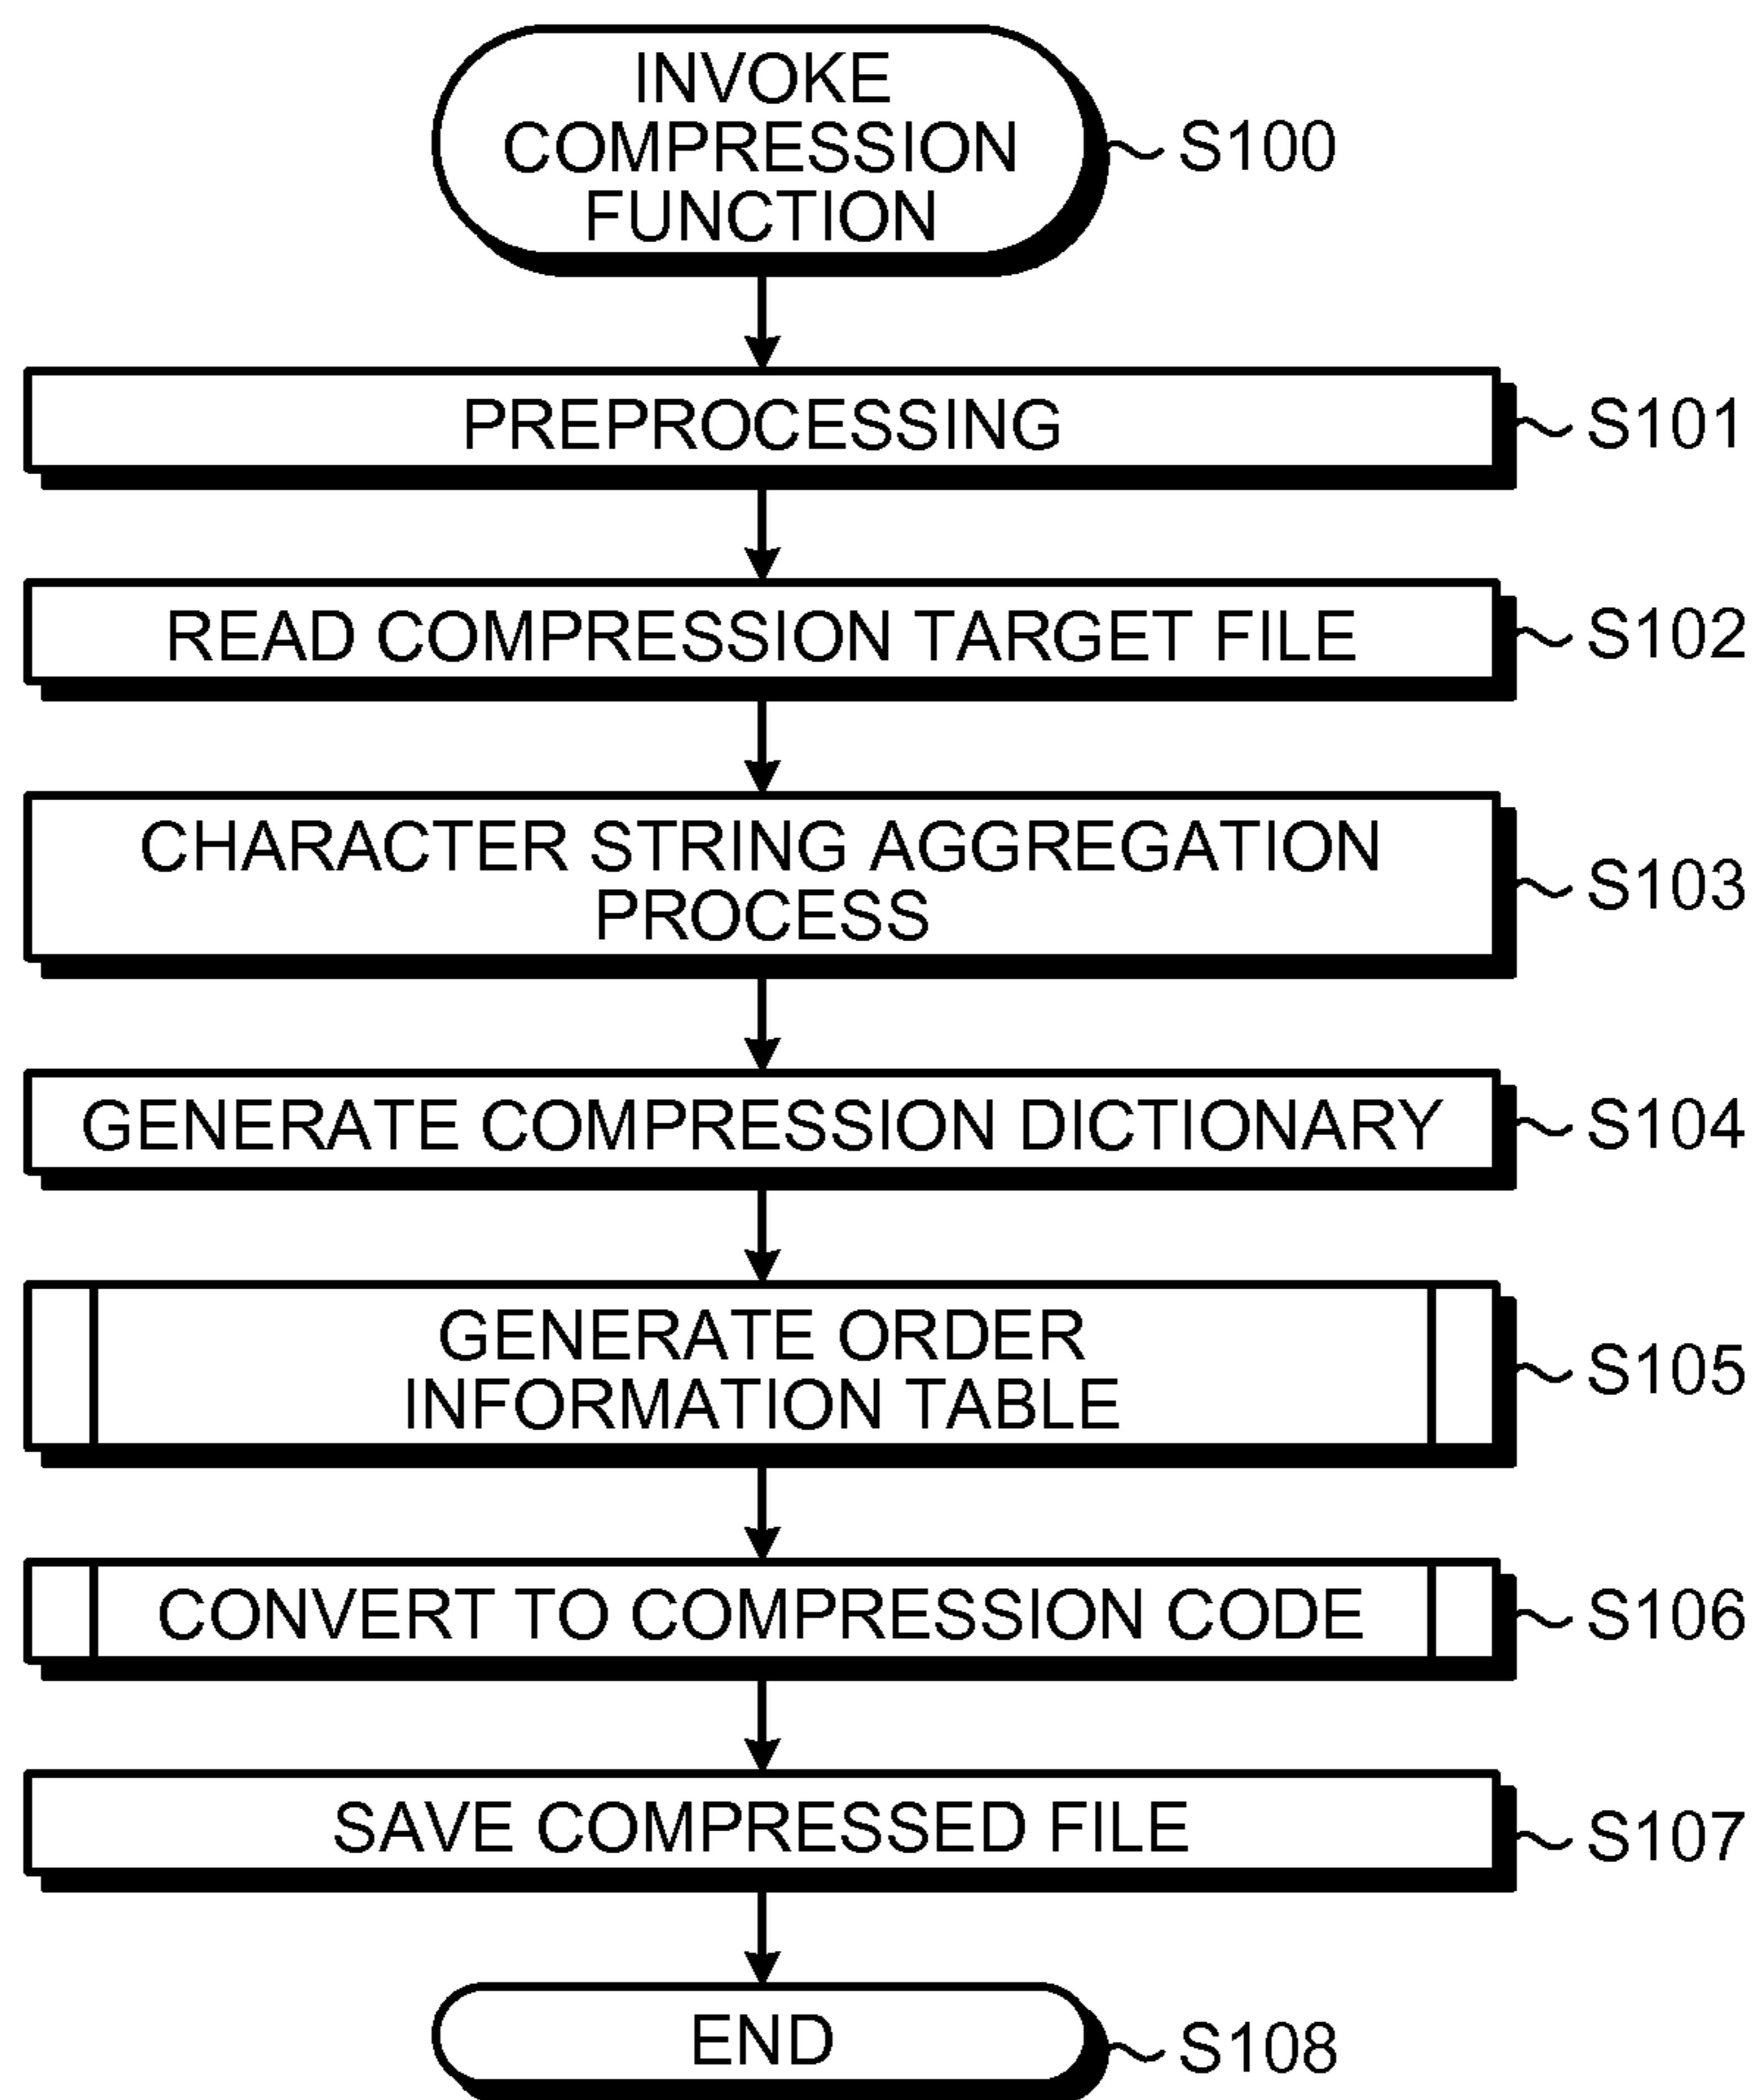 INVOKE
COMPRESSION
FUNCTION
S100
PREPROCESSING
S101
READ COMPRESSION TARGET FILE
S102
CHARACTER STRING AGGREGATION
PROCESS
S103
GENERATE COMPRESSION DICTIONARY
S104
GENERATE ORDER
INFORMATION TABLE
S105
CONVERT TO COMPRESSION CODE
S106
SAVE COMPRESSED FILE
S107
END
S108